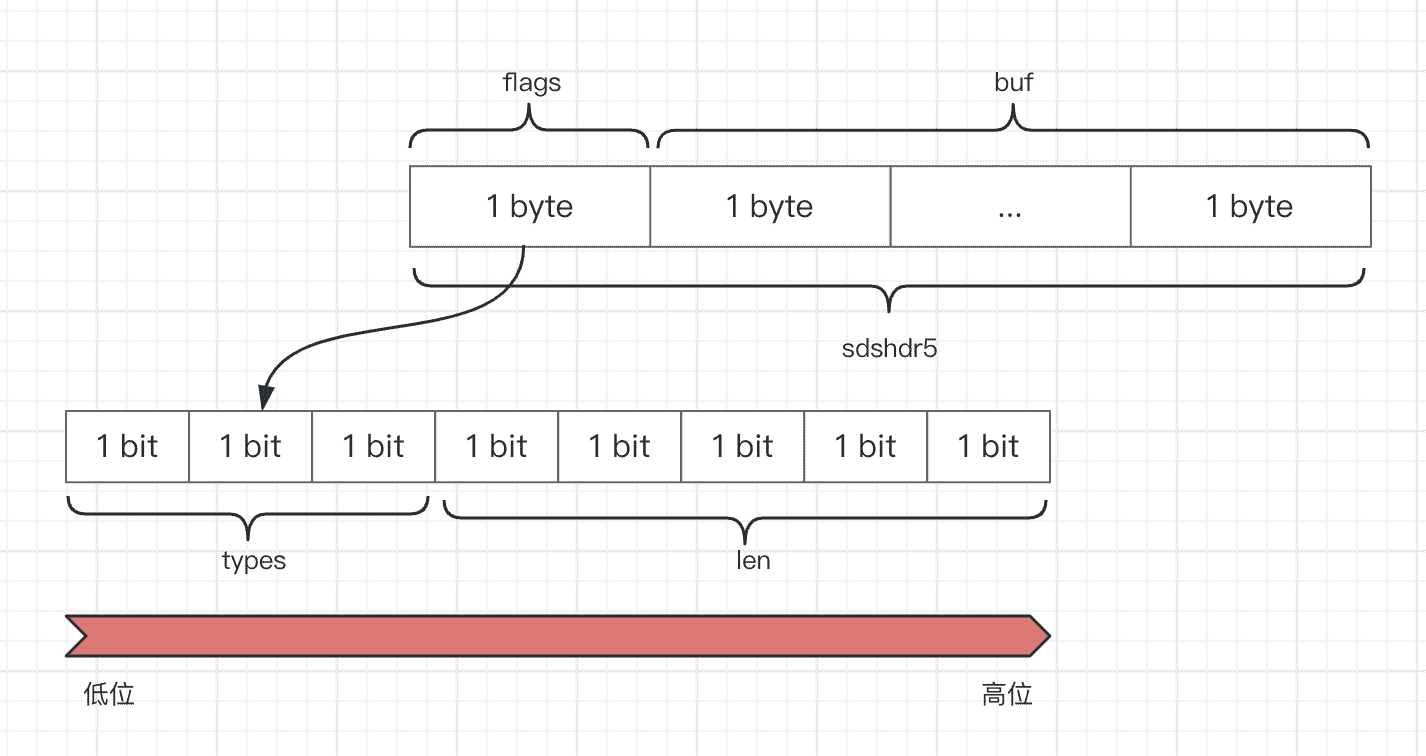 flags buf
1 byte 1 byte ... 1 byte
sdshdr5
1 bit 1 bit 1 bit 1 bit 1 bit 1 bit 1 bit 1 bit
types len
低位 高位